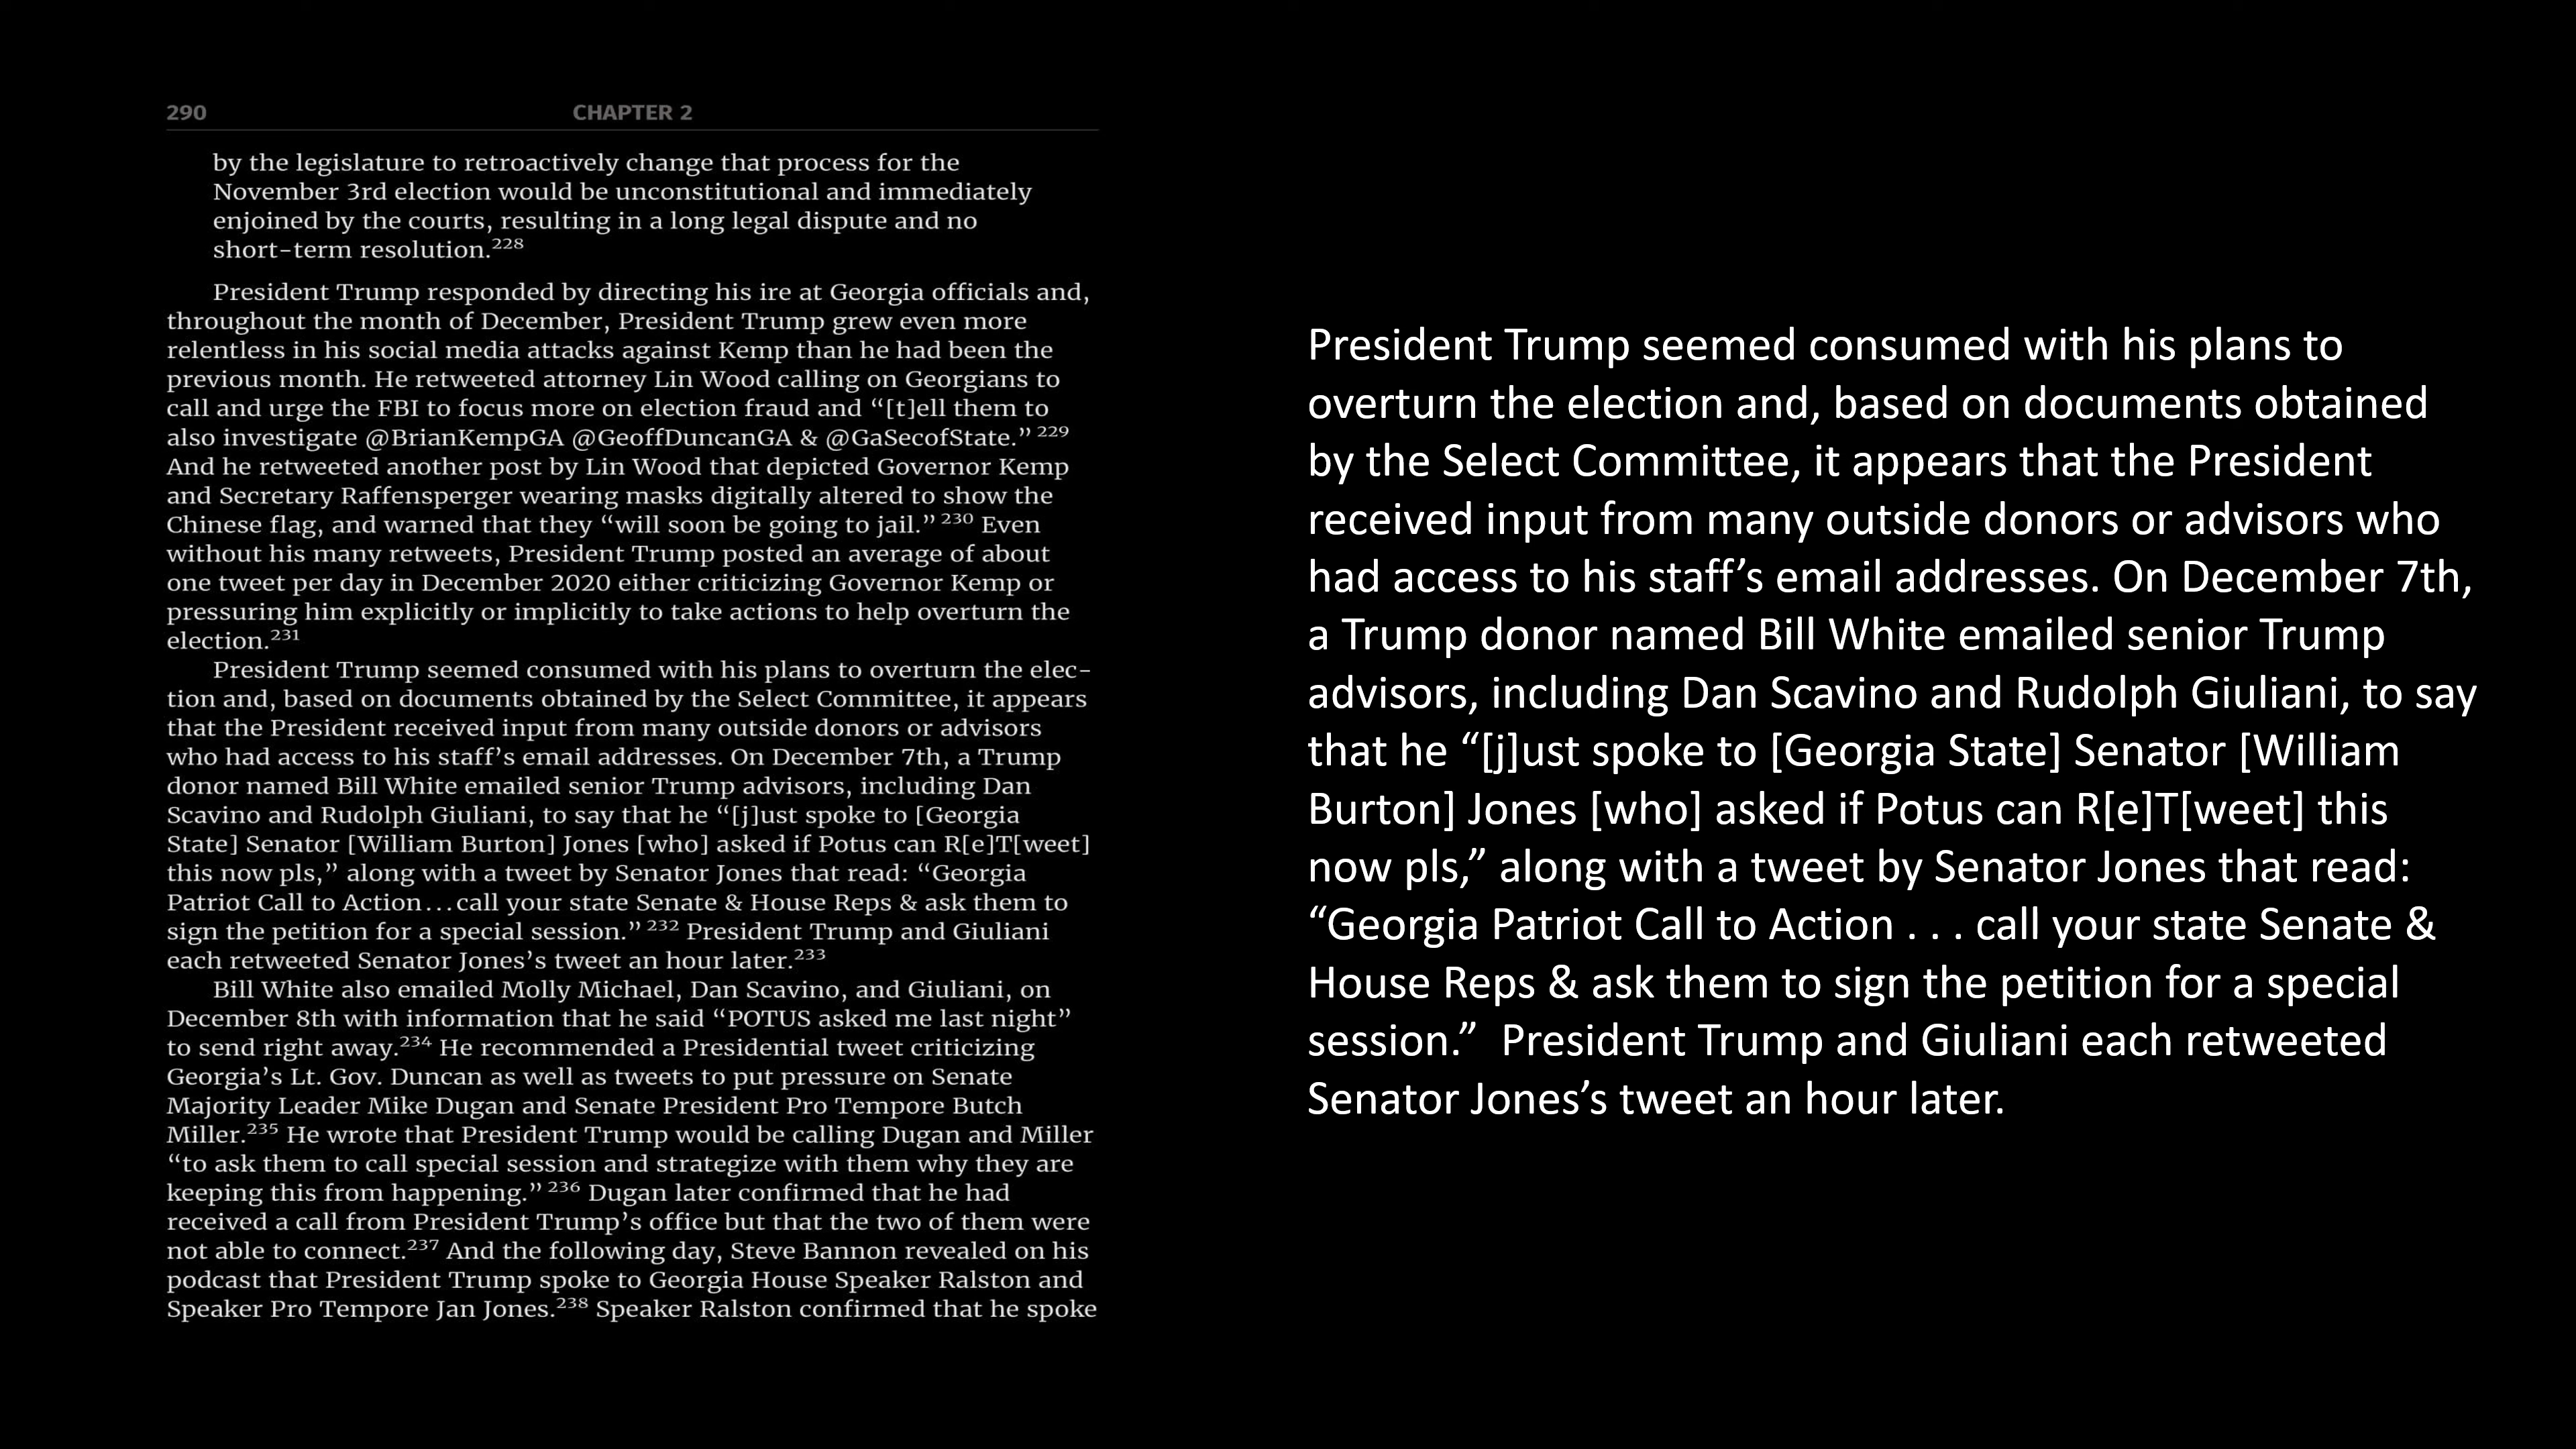 290 CHAPTER 2
by the legislature to retroactively change that process for the
November 3rd election would be unconstitutional and immediately
enjoined by the courts, resulting in a long legal dispute and no
short-term resolution.228
President Trump responded by directing his ire at Georgia officials and,
throughout the month of December, President Trump grew even more
relentless in his social media attacks against Kemp than he had been the
previous month. He retweeted attorney Lin Wood calling on Georgians to
call and urge the FBI to focus more on election fraud and “[t]ell them to
also investigate @BrianKempGA @GeoffDuncanGA & @GaSecofState.” 229
And he retweeted another post by Lin Wood that depicted Governor Kemp
and Secretary Raffensperger wearing masks digitally altered to show the
Chinese flag, and warned that they “will soon be going to jail.” 230 Even
without his many retweets, President Trump posted an average of about
one tweet per day in December 2020 either criticizing Governor Kemp or
pressuring him explicitly or implicitly to take actions to help overturn the
election.231
President Trump seemed consumed with his plans to overturn the elec-
tion and, based on documents obtained by the Select Committee, it appears
that the President received input from many outside donors or advisors
who had access to his staff’s email addresses. On December 7th, a Trump
donor named Bill White emailed senior Trump advisors, including Dan
Scavino and Rudolph Giuliani, to say that he “[j]ust spoke to [Georgia
State] Senator [William Burton] Jones [who] asked if Potus can R[e]T[weet]
this now pls,” along with a tweet by Senator Jones that read: “Georgia
Patriot Call to Action...call your state Senate & House Reps & ask them to
sign the petition for a special session.” 232 President Trump and Giuliani
each retweeted Senator Jones’s tweet an hour later.233
Bill White also emailed Molly Michael, Dan Scavino, and Giuliani, on
December 8th with information that he said “POTUS asked me last night”
to send right away.234 He recommended a Presidential tweet criticizing
Georgia’s Lt. Gov. Duncan as well as tweets to put pressure on Senate
Majority Leader Mike Dugan and Senate President Pro Tempore Butch
Miller.235 He wrote that President Trump would be calling Dugan and Miller
“to ask them to call special session and strategize with them why they are
keeping this from happening.” 236 Dugan later confirmed that he had
received a call from President Trump’s office but that the two of them were
not able to connect.237 And the following day, Steve Bannon revealed on his
podcast that President Trump spoke to Georgia House Speaker Ralston and
Speaker Pro Tempore Jan Jones.238 Speaker Ralston confirmed that he spoke
President Trump seemed consumed with his plans to
overturn the election and, based on documents obtained
by the Select Committee, it appears that the President
received input from many outside donors or advisors who
had access to his staff’s email addresses. On December 7th,
a Trump donor named Bill White emailed senior Trump
advisors, including Dan Scavino and Rudolph Giuliani, to say
that he “[j]ust spoke to [Georgia State] Senator [William
Burton] Jones [who] asked if Potus can R[e]T[weet] this
now pls,” along with a tweet by Senator Jones that read:
“Georgia Patriot Call to Action . . . call your state Senate &
House Reps & ask them to sign the petition for a special
session.”  President Trump and Giuliani each retweeted
Senator Jones’s tweet an hour later.